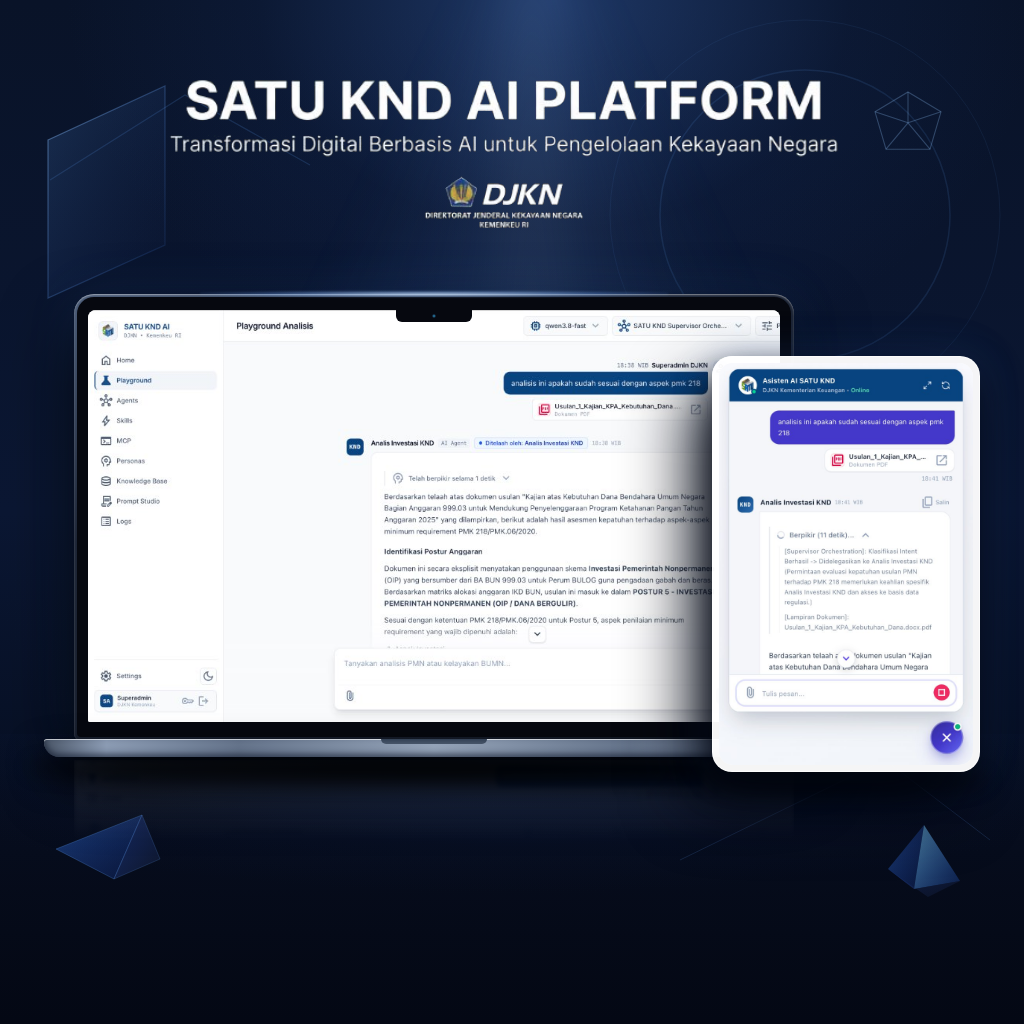 SATU KND AI PLATFORM
Transformasi Digital Berbasis AI untuk Pengelolaan Kekayaan Negara
DJKN
DIREKTORAT JENDERAL KEKAYAAN NEGARA
KEMENKEU RI
SATU KND AI
DJKN • Kemenkeu RI
Home
Playground
Agents
Skills
MCP
Personas
Knowledge Base
Prompt Studio
Logs
Settings
SA
Superadmin
DJKN Kemenkeu
Playground Analisis
qwen3.8-fast
SATU KND Supervisor Orche...
18:38 WIB Superadmin DJKN
analisis ini apakah sudah sesuai dengan aspek pmk 218
Usulan_1_Kajian_KPA_Kebutuhan_Dana...
Dokumen PDF
KND
Analis Investasi KND AI Agent • Ditelaah oleh: Analis Investasi KND 18:38 WIB
Telah berpikir selama 1 detik
Berdasarkan telaah atas dokumen usulan "Kajian atas Kebutuhan Dana Bendahara Umum Negara
Bagian Anggaran 999.03 untuk Mendukung Penyelenggaraan Program Ketahanan Pangan Tahun
Anggaran 2025" yang dilampirkan, berikut adalah hasil asesmen kepatuhan terhadap aspek-aspek
minimum requirement PMK 218/PMK.06/2020.
Identifikasi Postur Anggaran
Dokumen ini secara eksplisit menyatakan penggunaan skema Investasi Pemerintah Nonpermanen
(OIP) yang bersumber dari BA BUN 999.03 untuk Perum BULOG guna pengadaan gabah dan beras.
Berdasarkan matriks alokasi anggaran IKD BUN, usulan ini masuk ke dalam POSTUR 5 - INVESTAS
PEMERINTAH NONPERMANEN (OIP / DANA BERGULIR).
Sesuai dengan ketentuan PMK 218/PMK.06/2020 untuk Postur 5, aspek penilaian minimum
requirement yang wajib dipenuhi adalah:
Tanyakan analisis PMN atau kelayakan BUMN...
Asisten AI SATU KND
DJKN Kementerian Keuangan • Online
analisis ini apakah sudah sesuai dengan aspek pmk
218
Usulan_1_Kajian_KPA_...
Dokumen PDF
18:41 WIB
KND
Analis Investasi KND 18:41 WIB
Salin
Berpikir (11 detik)...
[Supervisor Orchestration]: Klasifikasi Intent
Berhasil -> Didelegasikan ke Analis Investasi KND
(Permintaan evaluasi kepatuhan usulan PMN
terhadap PMK 218 memerlukan keahlian spesifik
Analis Investasi KND dan akses ke basis data
regulasi.)
[Lampiran Dokumen]:
Usulan_1_Kajian_KPA_Kebutuhan_Dana.docx.pdf
Berdasarkan telaah dokumen usulan "Kajian
atas Kebutuhan Dana Bendahara Umum Negara
Tulis pesan...